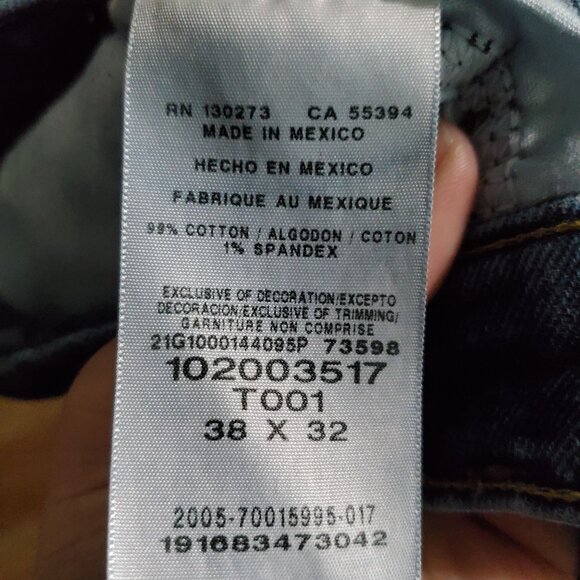 RN 130273 CA 55394
MADE IN MEXICO
HECHO EN MEXICO
FABRIQUE AU MEXIQUE
99% COTTON / ALGODON / COTON
1% SPANDEX
EXCLUSIVE OF DECORATION/EXCEPTO
DECORACION/EXCLUSIVE OF TRIMMING/
GARNITURE NON COMPRISE
21G1000144095P 73598
102003517
T001
38 X 32
2005-70015995-017
191683473042